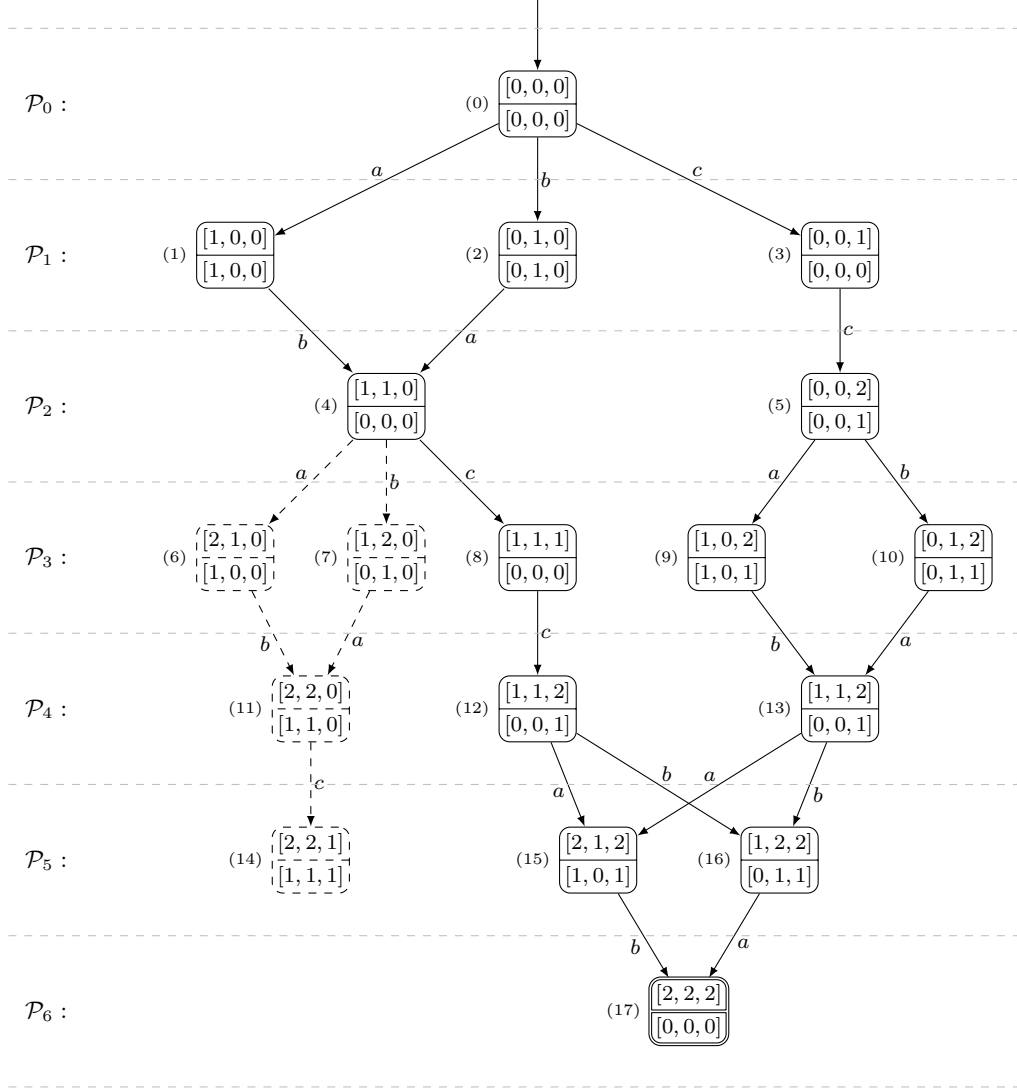 𝒫₀ :
(0)
[0, 0, 0]
[0, 0, 0]
a
b
c
𝒫₁ :
(1)
[1, 0, 0]
[1, 0, 0]
(2)
[0, 1, 0]
[0, 1, 0]
(3)
[0, 0, 1]
[0, 0, 0]
b
a
c
𝒫₂ :
(4)
[1, 1, 0]
[0, 0, 0]
(5)
[0, 0, 2]
[0, 0, 1]
a
b
c
a
b
𝒫₃ :
(6)
[2, 1, 0]
[1, 0, 0]
(7)
[1, 2, 0]
[0, 1, 0]
(8)
[1, 1, 1]
[0, 0, 0]
(9)
[1, 0, 2]
[1, 0, 1]
(10)
[0, 1, 2]
[0, 1, 1]
b
a
c
b
a
𝒫₄ :
(11)
[2, 2, 0]
[1, 1, 0]
(12)
[1, 1, 2]
[0, 0, 1]
(13)
[1, 1, 2]
[0, 0, 1]
c
a
b
a
b
𝒫₅ :
(14)
[2, 2, 1]
[1, 1, 1]
(15)
[2, 1, 2]
[1, 0, 1]
(16)
[1, 2, 2]
[0, 1, 1]
b
a
𝒫₆ :
(17)
[2, 2, 2]
[0, 0, 0]